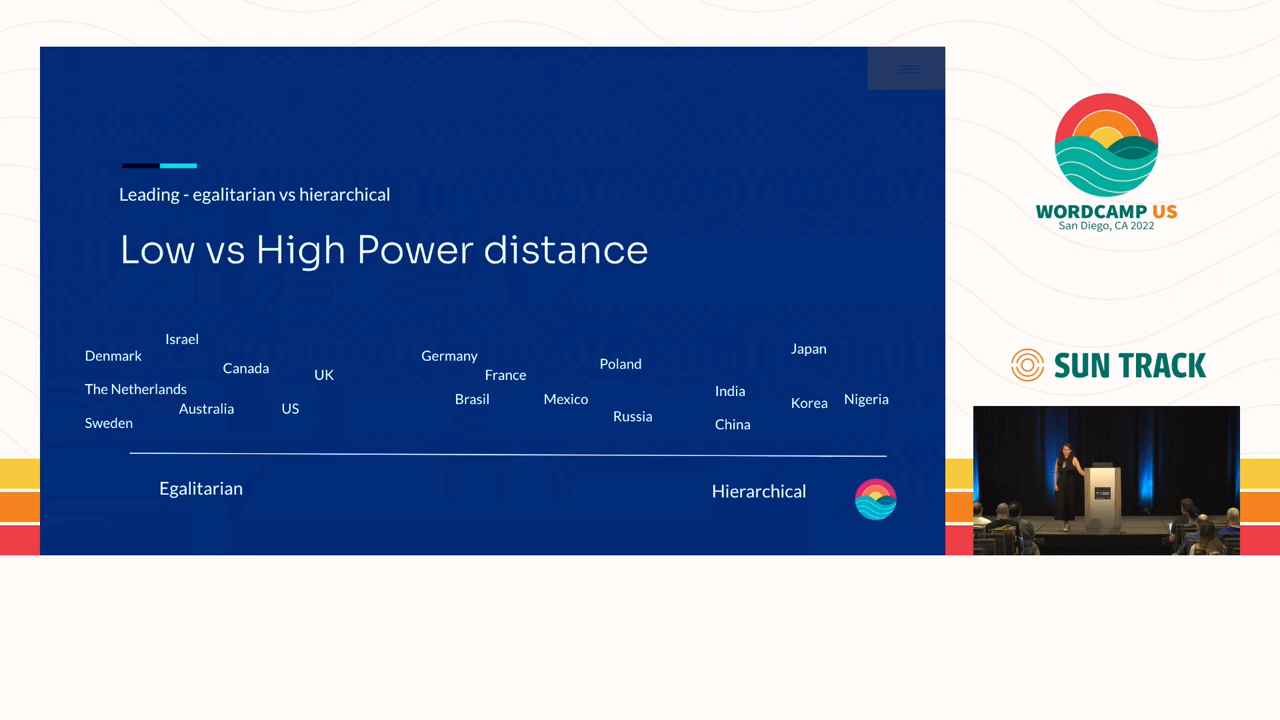 Leading - egalitarian vs hierarchical
Low vs High Power distance
Israel
Denmark
Canada
UK
The Netherlands
Australia
US
Sweden
Germany
France
Poland
Brasil
Mexico
Russia
Japan
India
Korea
Nigeria
China
Egalitarian
Hierarchical
WORDCAMP US
San Diego, CA 2022
SUN TRACK